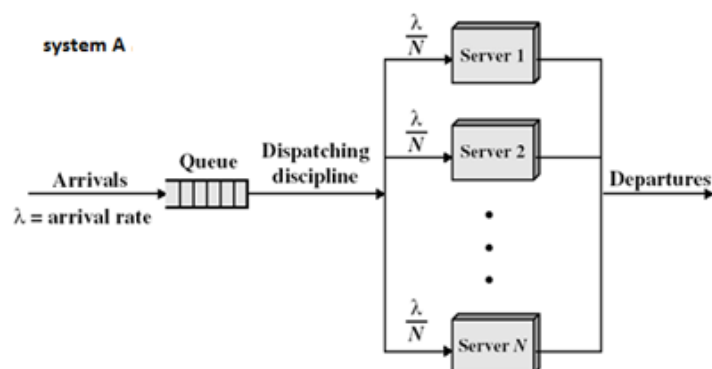 system A
λ/N
Server 1
λ/N
Server 2
Queue
Dispatching
discipline
Arrivals
λ = arrival rate
Departures
λ/N
Server N